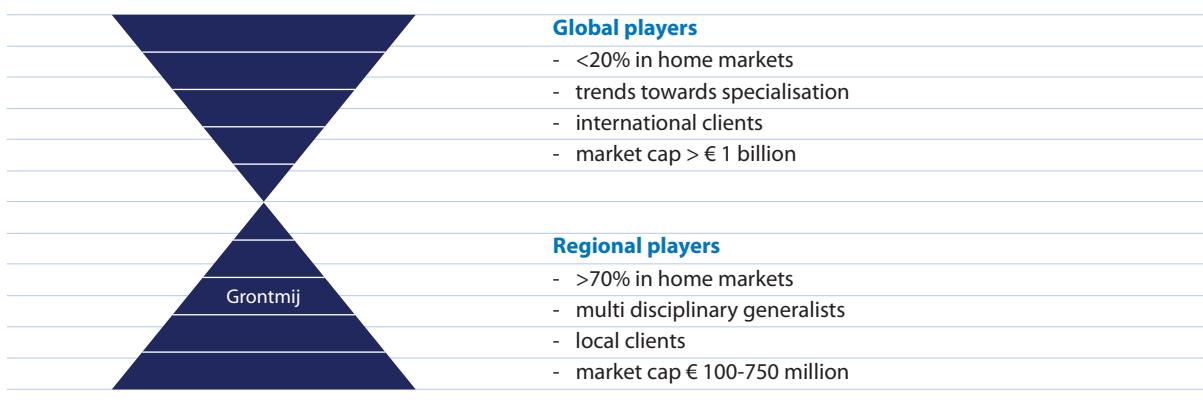 Global players
- <20% in home markets
- trends towards specialisation
- international clients
- market cap > € 1 billion
Regional players
- >70% in home markets
Grontmij
- multi disciplinary generalists
- local clients
- market cap € 100-750 million